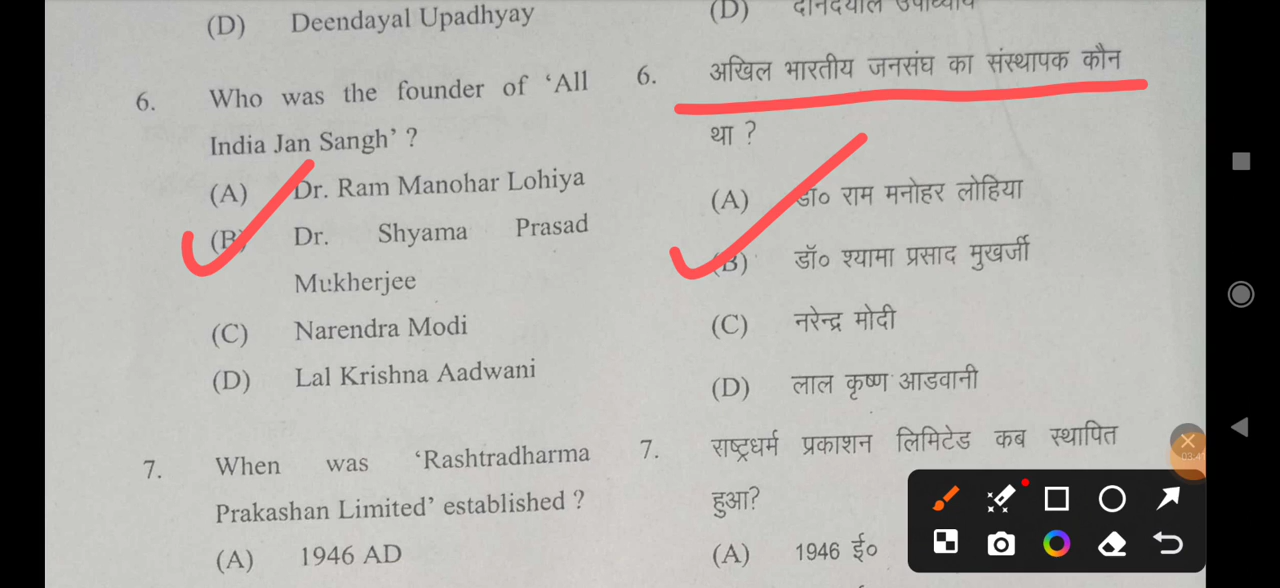 (D) Deendayal Upadhyay
6. Who was the founder of ‘All
India Jan Sangh’ ?
(A) Dr. Ram Manohar Lohiya
(B) Dr. Shyama Prasad
Mukherjee
(C) Narendra Modi
(D) Lal Krishna Aadwani
7. When was ‘Rashtradharma
Prakashan Limited’ established ?
(A) 1946 AD
(D) दीनदयाल उपाध्याय
6. अखिल भारतीय जनसंघ का संस्थापक कौन
था ?
(A) डॉ० राम मनोहर लोहिया
(B) डॉ० श्यामा प्रसाद मुखर्जी
(C) नरेन्द्र मोदी
(D) लाल कृष्ण आडवानी
7. राष्ट्रधर्म प्रकाशन लिमिटेड कब स्थापित
हुआ?
(A) 1946 ई०